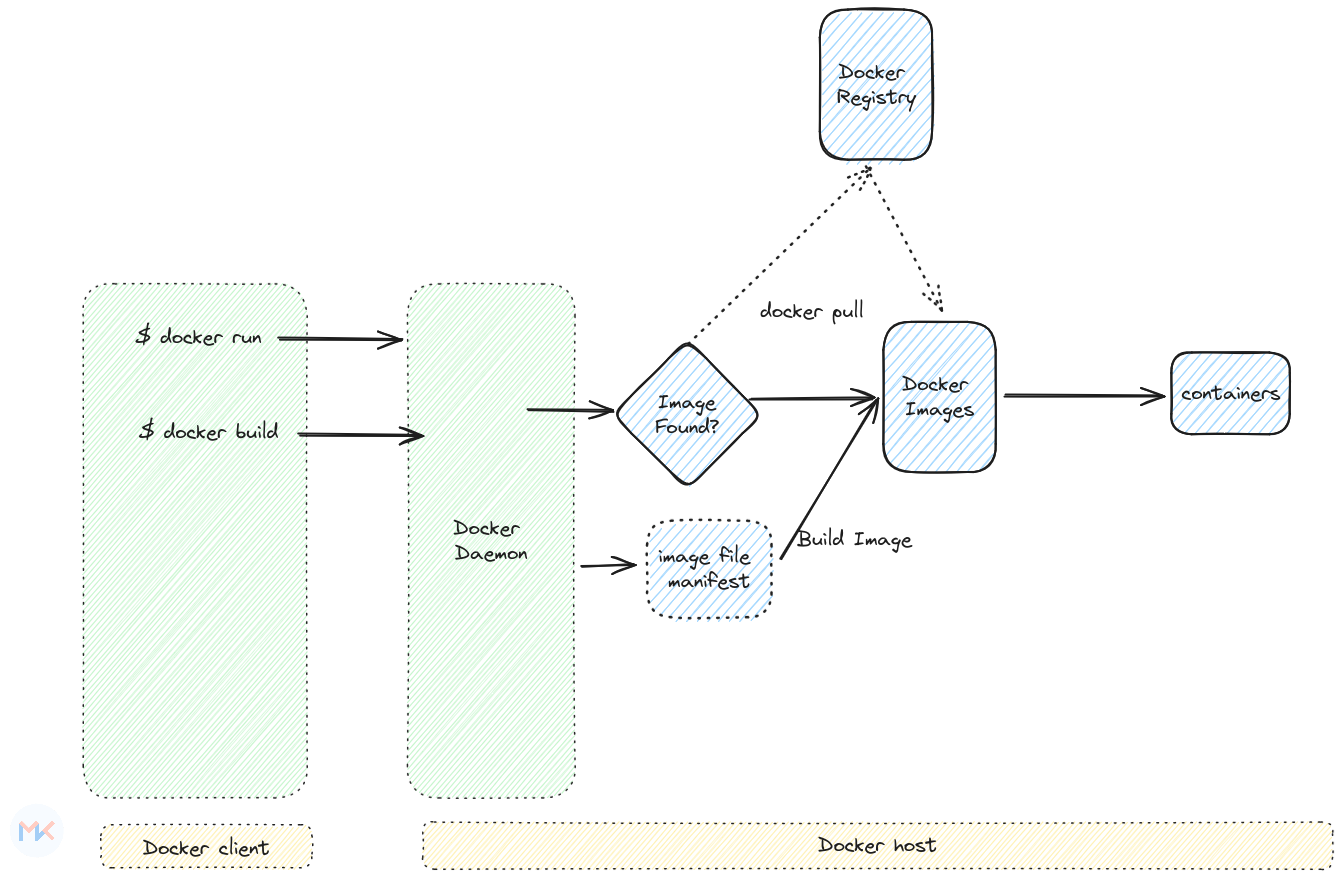 Docker
Registry
$ docker run
docker pull
$ docker build
Image
Found?
Docker
Images
containers
Docker
Daemon
Build Image
image file
manifest
MK
Docker client
Docker host